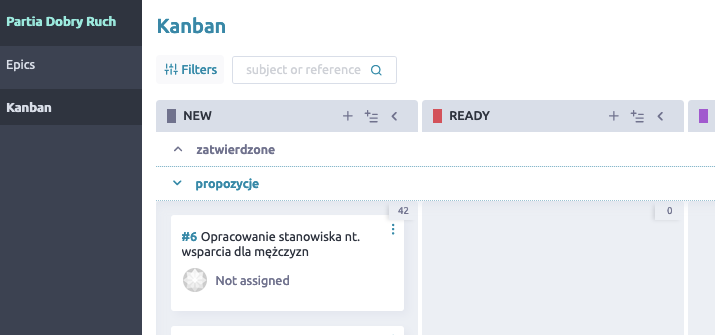 Partia Dobry Ruch
Epics
Kanban
Kanban
Filters
subject or reference
NEW
READY
zatwierdzone
propozycje
42
0
#6 Opracowanie stanowiska nt.
wsparcia dla mężczyzn
Not assigned